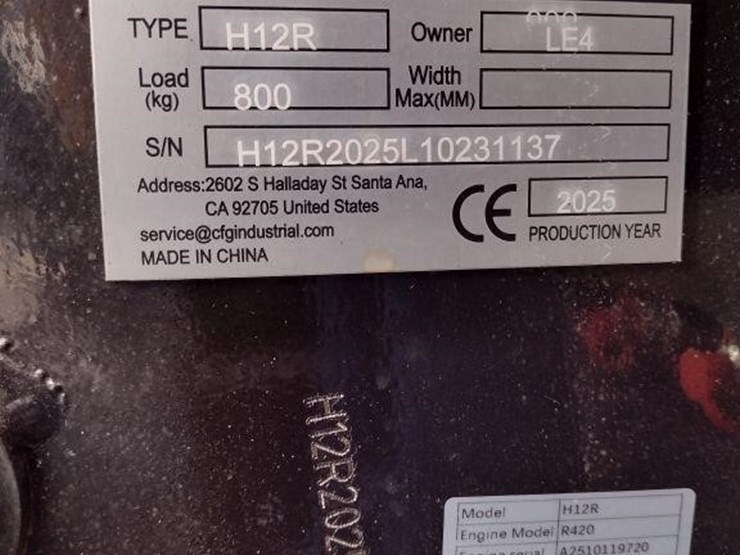 TYPE H12R Owner LE4
Load (kg) 800 Width Max(MM)
S/N H12R2025L10231137
Address:2602 S Halladay St Santa Ana,
CA 92705 United States
service@cfgindustrial.com
MADE IN CHINA
CE 2025
PRODUCTION YEAR
H12R202
Model H12R
Engine Model R420
Engine serial A2510119720